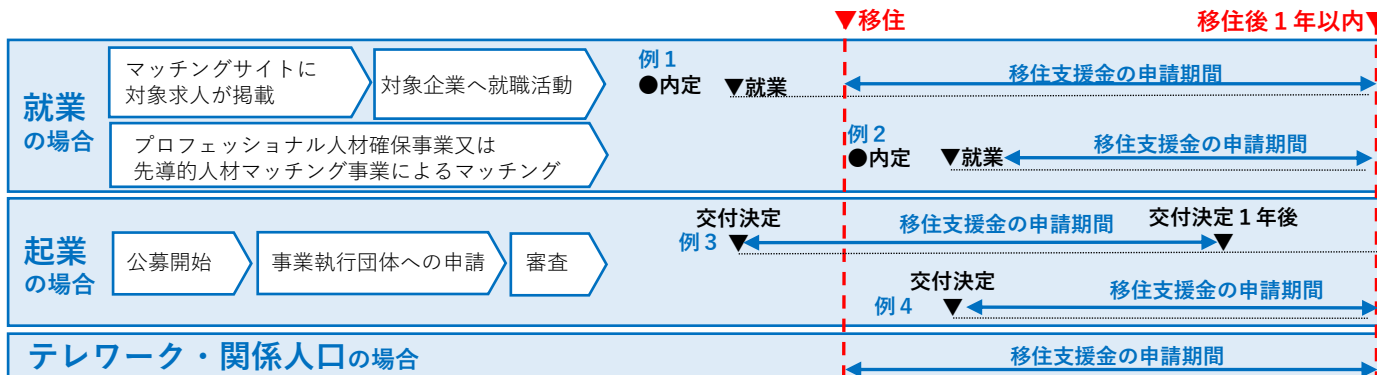 ▼移住
移住後１年以内▼
就業
の場合
マッチングサイトに
対象求人が掲載
対象企業へ就職活動
プロフェッショナル人材確保事業又は
先導的人材マッチング事業によるマッチング
例１
●内定
▼就業
移住支援金の申請期間
例２
●内定
▼就業
移住支援金の申請期間
起業
の場合
公募開始
事業執行団体への申請
審査
交付決定
例３
▼
移住支援金の申請期間
交付決定１年後
▼
交付決定
例４
▼
移住支援金の申請期間
テレワーク・関係人口の場合
移住支援金の申請期間